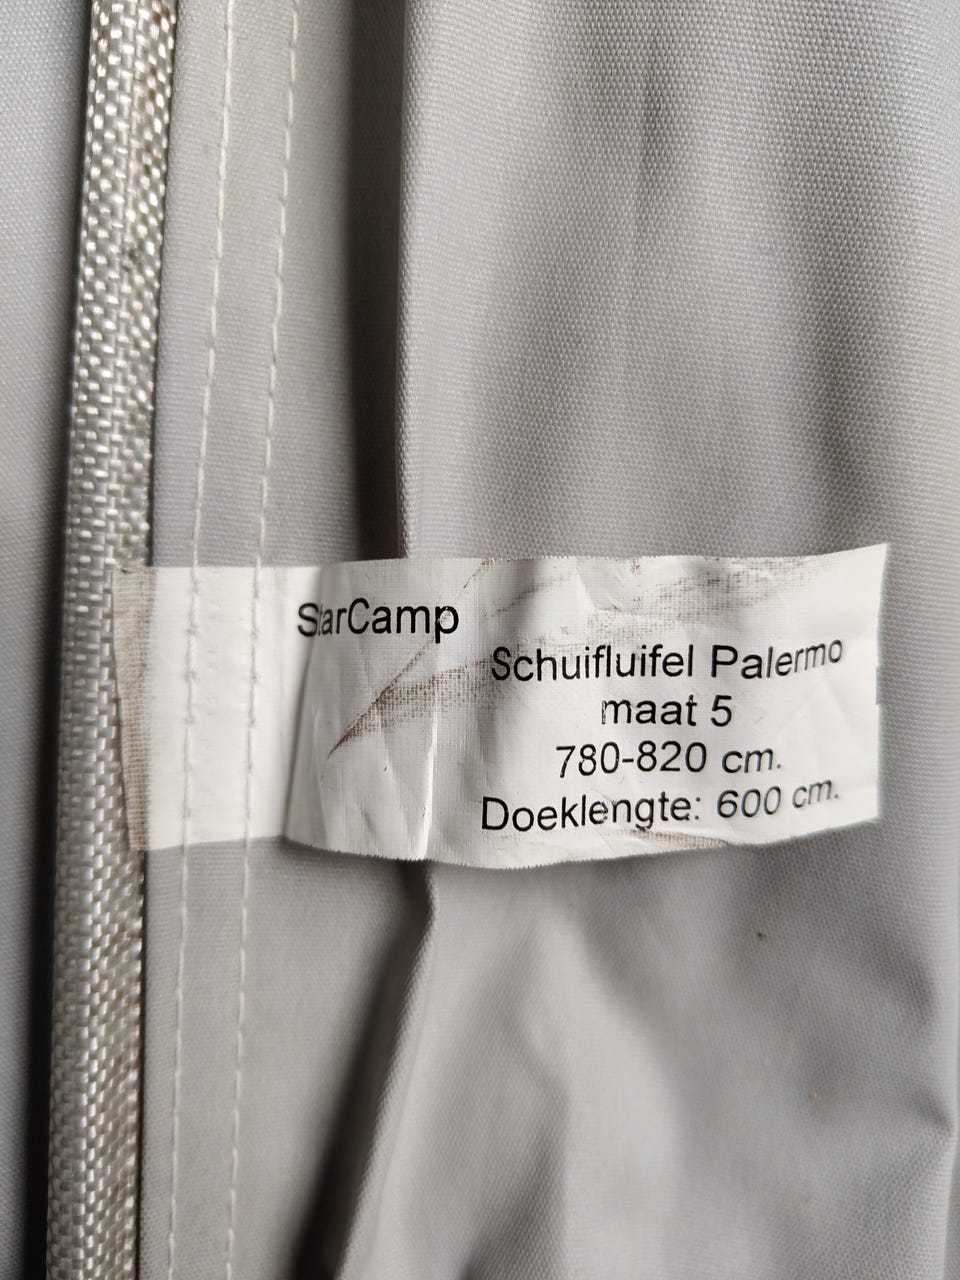 StarCamp
Schuifluifel Palermo
maat 5
780-820 cm.
Doeklengte: 600 cm.